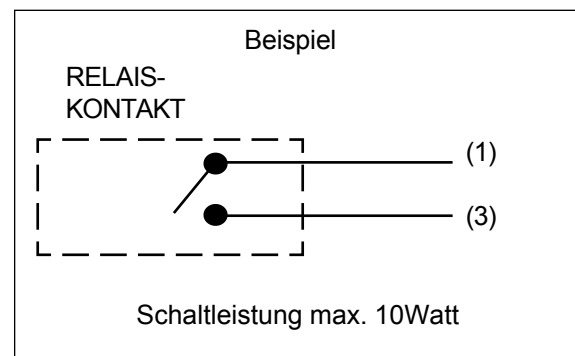 Beispiel
RELAIS-
KONTAKT
(1)
(3)
Schaltleistung max. 10Watt